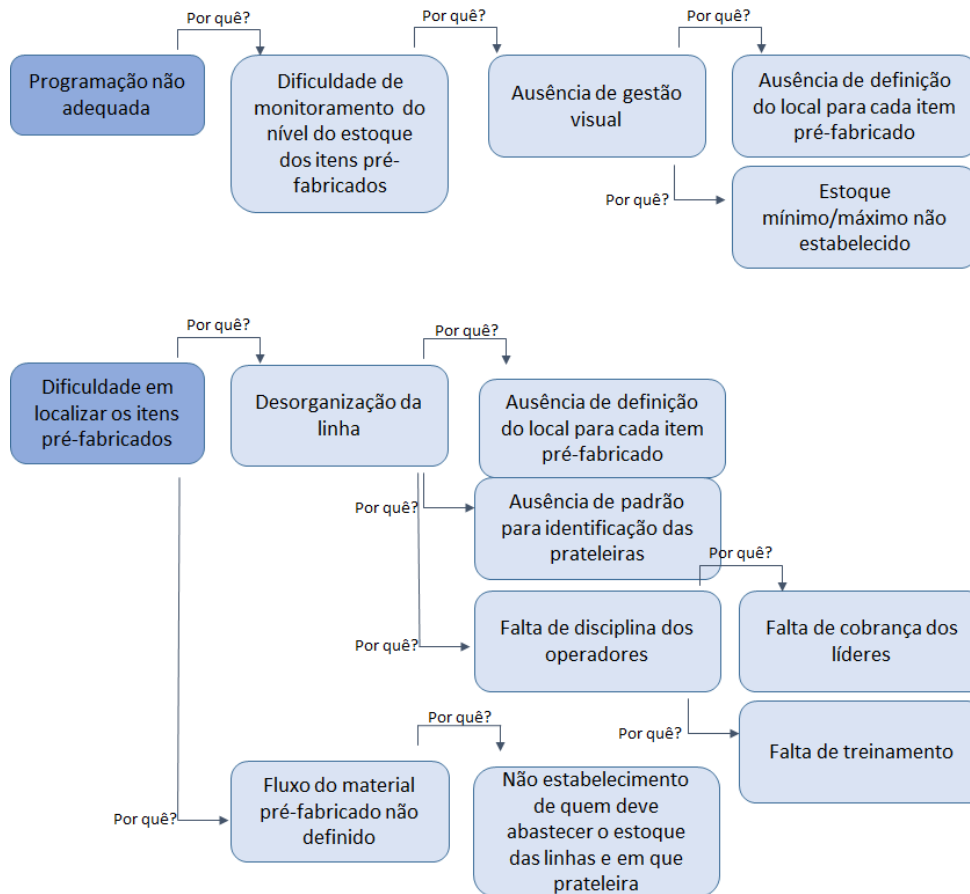 Por quê?
Por quê?
Por quê?
Programação não
adequada
Dificuldade de
monitoramento do
nível do estoque
dos itens pré-
fabricados
Ausência de gestão
visual
Ausência de definição
do local para cada item
pré-fabricado
Por quê?
Estoque
mínimo/máximo não
estabelecido
Por quê?
Por quê?
Dificuldade em
localizar os itens
pré-fabricados
Desorganização da
linha
Ausência de definição
do local para cada item
pré-fabricado
Por quê?
Ausência de padrão
para identificação das
prateleiras
Por quê?
Por quê?
Falta de disciplina dos
operadores
Falta de cobrança dos
líderes
Por quê?
Por quê?
Falta de treinamento
Por quê?
Fluxo do material
pré-fabricado não
definido
Não estabelecimento
de quem deve
abastecer o estoque
das linhas e em que
prateleira